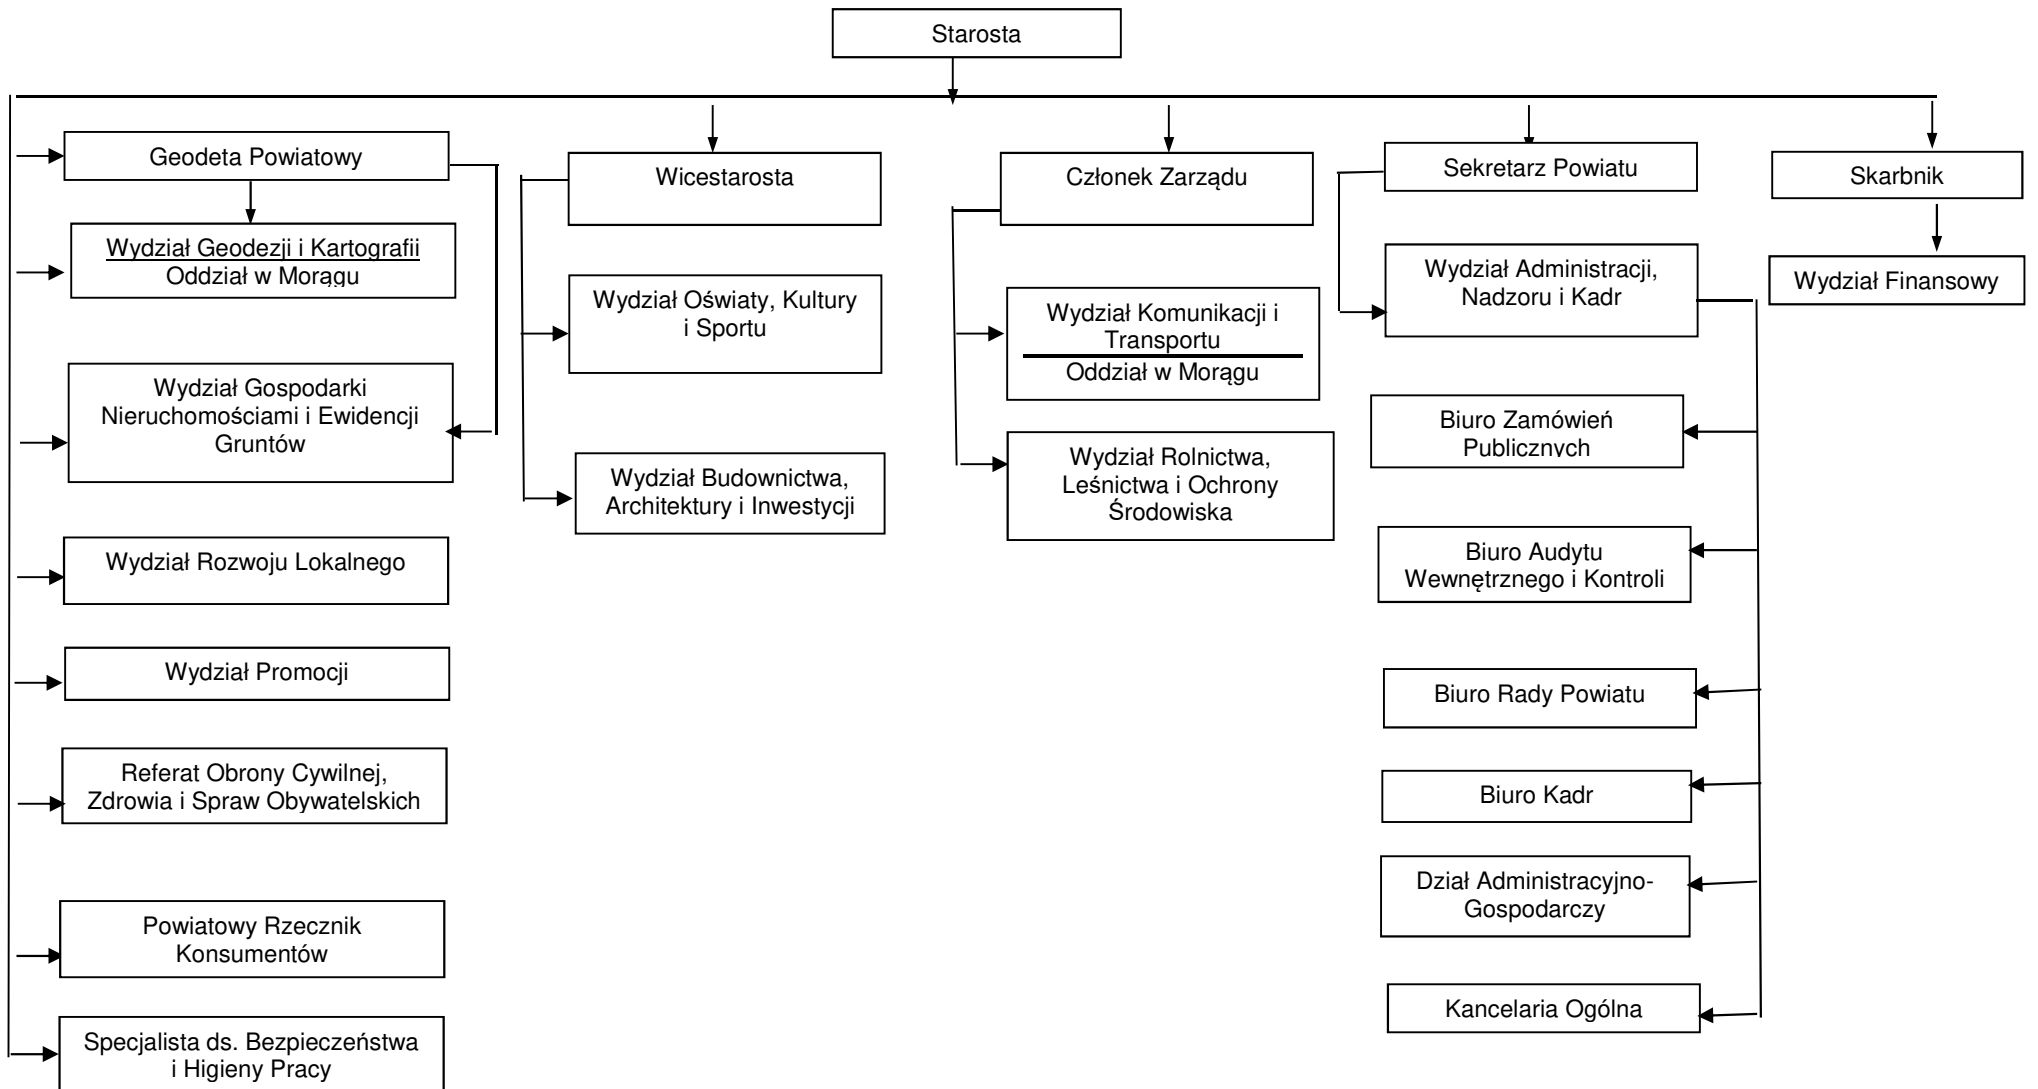 Starosta
Geodeta Powiatowy
Wydział Geodezji i Kartografii
Oddział w Morągu
Wydział Gospodarki
Nieruchomościami i Ewidencji
Gruntów
Wydział Rozwoju Lokalnego
Wydział Promocji
Referat Obrony Cywilnej,
Zdrowia i Spraw Obywatelskich
Powiatowy Rzecznik
Konsumentów
Specjalista ds. Bezpieczeństwa
i Higieny Pracy
Wicestarosta
Wydział Oświaty, Kultury
i Sportu
Wydział Budownictwa,
Architektury i Inwestycji
Członek Zarządu
Wydział Komunikacji i
Transportu
Oddział w Morągu
Wydział Rolnictwa,
Leśnictwa i Ochrony
Środowiska
Sekretarz Powiatu
Wydział Administracji,
Nadzoru i Kadr
Biuro Zamówień
Publicznych
Biuro Audytu
Wewnętrznego i Kontroli
Biuro Rady Powiatu
Biuro Kadr
Dział Administracyjno-
Gospodarczy
Kancelaria Ogólna
Skarbnik
Wydział Finansowy